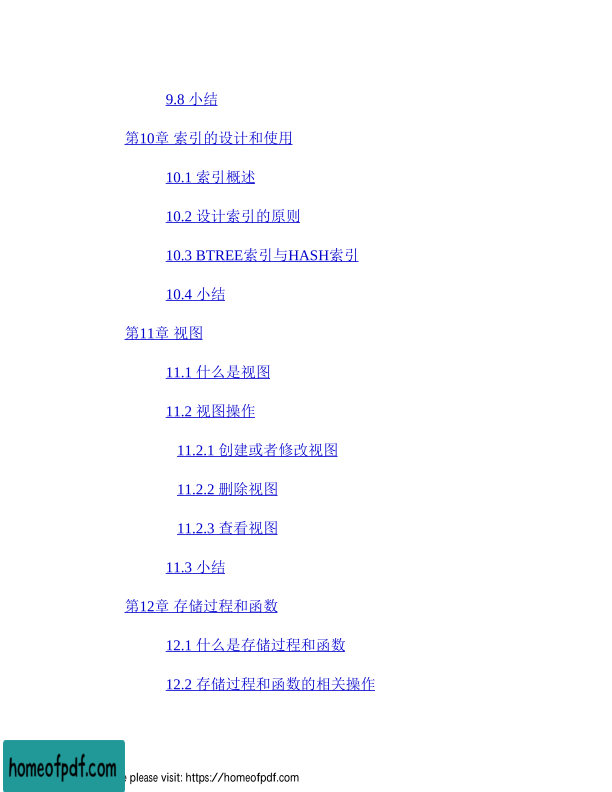 9.8 小结
第10章 索引的设计和使用
10.1 索引概述
10.2 设计索引的原则
10.3 BTREE索引与HASH索引
10.4 小结
第11章 视图
11.1 什么是视图
11.2 视图操作
11.2.1 创建或者修改视图
11.2.2 删除视图
11.2.3 查看视图
11.3 小结
第12章 存储过程和函数
12.1 什么是存储过程和函数
12.2 存储过程和函数的相关操作
homeofpdf.com
please visit: https://homeofpdf.com